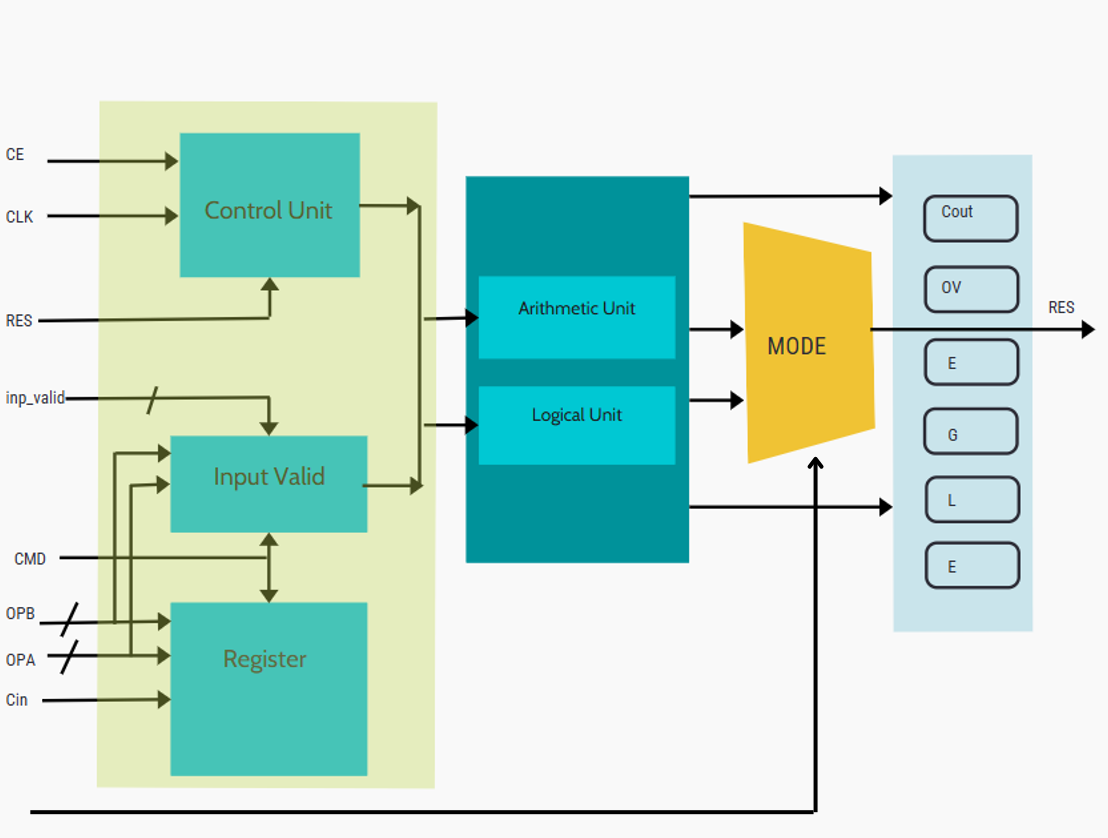 CE
CLK
RES
inp_valid
CMD
OPB
OPA
Cin
Control Unit
Input Valid
Register
Arithmetic Unit
Logical Unit
MODE
Cout
OV
E
G
L
E
RES